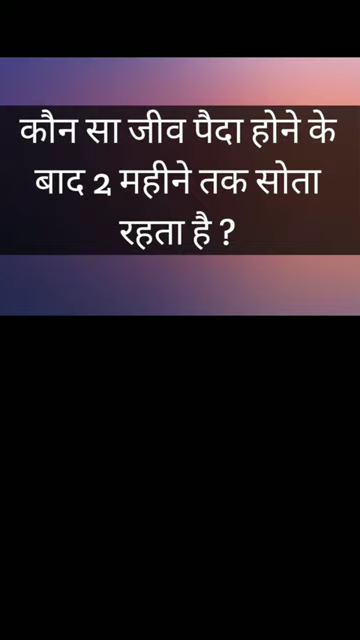 कौन सा जीव पैदा होने के
बाद 2 महीने तक सोता
रहता है ?